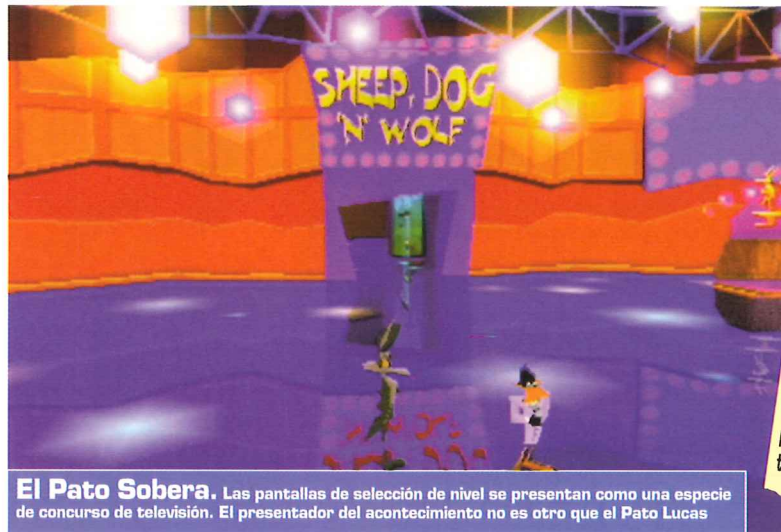 SHEEP, DOG
'N' WOLF
El Pato Sobera. Las pantallas de selección de nivel se presentan como una especie
de concurso de televisión. El presentador del acontecimiento no es otro que el Pato Lucas